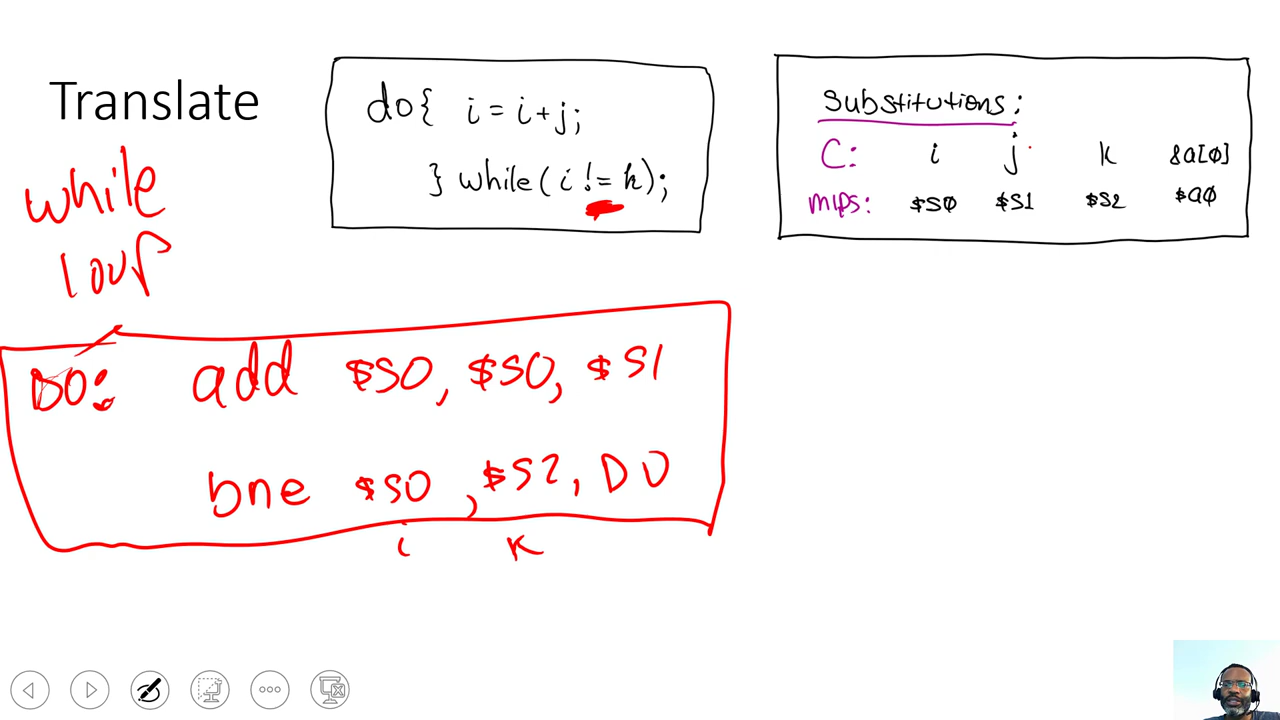 Translate
do{ i = i + j;
} while( i != k);
Substitutions:
C: i j k &a[0]
mips: $S0 $S1 $S2 $a0
while
loop
DO: add $S0, $S0, $S1
bne $S0, $S2, DO
i K